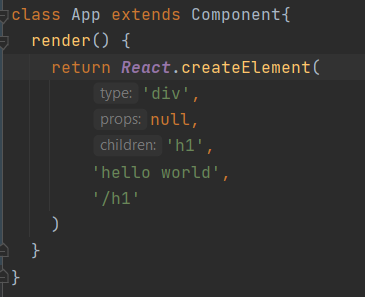 class App extends Component{
render() {
return React.createElement(
type: 'div',
props: null,
children: 'h1',
'hello world',
'/h1'
)
}
}